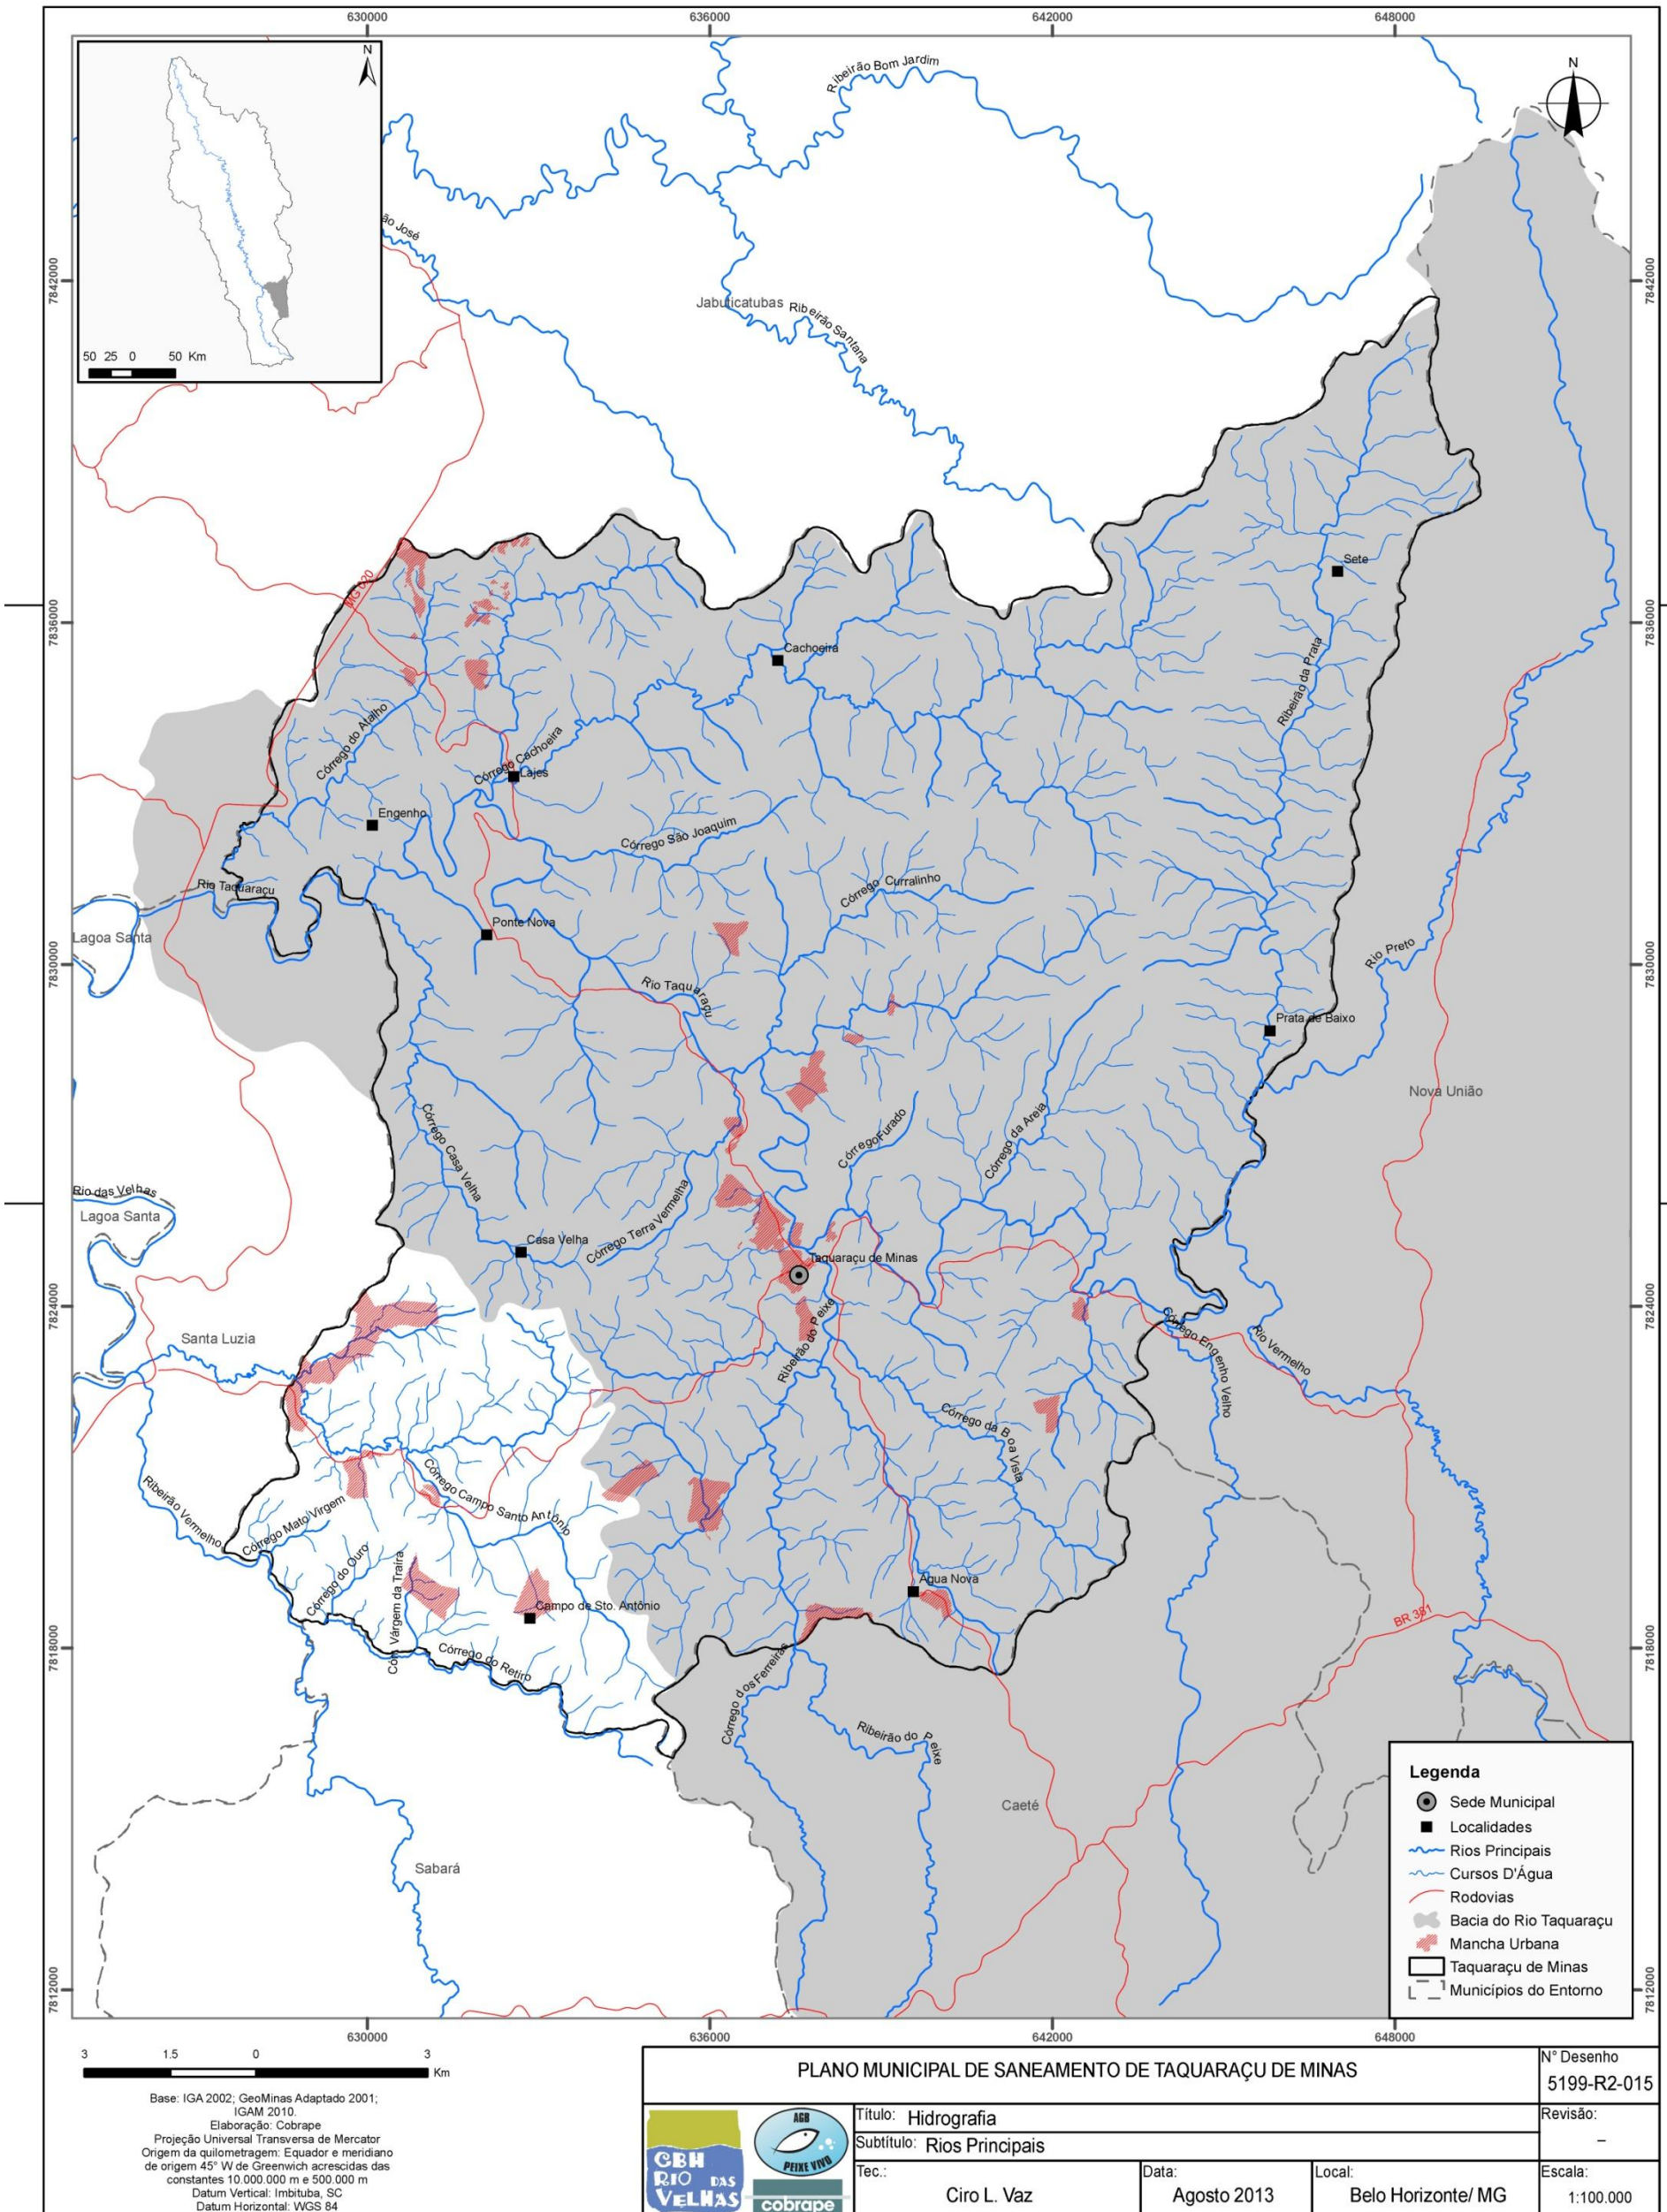 630000
636000
642000
648000
N
N
50 25 0 50 Km
7842000
7842000
Ribeirão Bom Jardim
ão José
Jabuticatubas
Ribeirão Santana
MG 020
7836000
7836000
Sete
Cachoeira
Ribeirão da Prata
Córrego do Atalho
Córrego Cachoeira
Lajes
Engenho
Córrego São Joaquim
Córrego Curralinho
Rio Taquaraçu
Ponte Nova
Lagoa Santa
7830000
7830000
Rio Preto
Rio Taquaraçu
Prata de Baixo
Nova União
Córrego Furado
Córrego da Areia
Córrego Casa Velha
Córrego Terra Vermelha
Rio das Velhas
Lagoa Santa
Casa Velha
Taquaraçu de Minas
7824000
7824000
Santa Luzia
Ribeirão do Peixe
Córrego Engenho Velho
Rio Vermelho
Córrego da Boa Vista
Ribeirão Vermelho
Córrego Mato Virgem
Córrego Campo Santo Antônio
Córrego do Ouro
Córr. Vargem da Traíra
Campo de Sto. Antônio
Água Nova
BR 381
7818000
7818000
Córrego do Retiro
Córrego dos Ferreiras
Ribeirão do Peixe
Caeté
Sabará
7812000
7812000
Legenda
Sede Municipal
Localidades
Rios Principais
Cursos D'Água
Rodovias
Bacia do Rio Taquaraçu
Mancha Urbana
Taquaraçu de Minas
Municípios do Entorno
630000
636000
642000
648000
3 1.5 0 3
Km
Base: IGA 2002; GeoMinas Adaptado 2001;
IGAM 2010.
Elaboração: Cobrape
Projeção Universal Transversa de Mercator
Origem da quilometragem: Equador e meridiano
de origem 45° W de Greenwich acrescidas das
constantes 10.000.000 m e 500.000 m
Datum Vertical: Imbituba, SC
Datum Horizontal: WGS 84
PLANO MUNICIPAL DE SANEAMENTO DE TAQUARAÇU DE MINAS
N° Desenho
5199-R2-015
CBH
RIO DAS
VELHAS
AGB
PEIXE VIVO
cobrape
Título: Hidrografia
Revisão:
–
Subtítulo: Rios Principais
Tec.:
Ciro L. Vaz
Data:
Agosto 2013
Local:
Belo Horizonte/ MG
Escala:
1:100.000